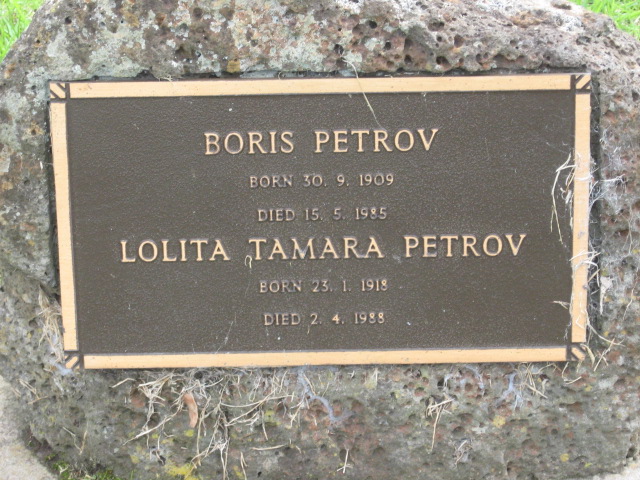 BORIS PETROV
BORN 30. 9. 1909
DIED 15. 5. 1985
LOLITA TAMARA PETROV
BORN 23. 1. 1918
DIED 2. 4. 1988